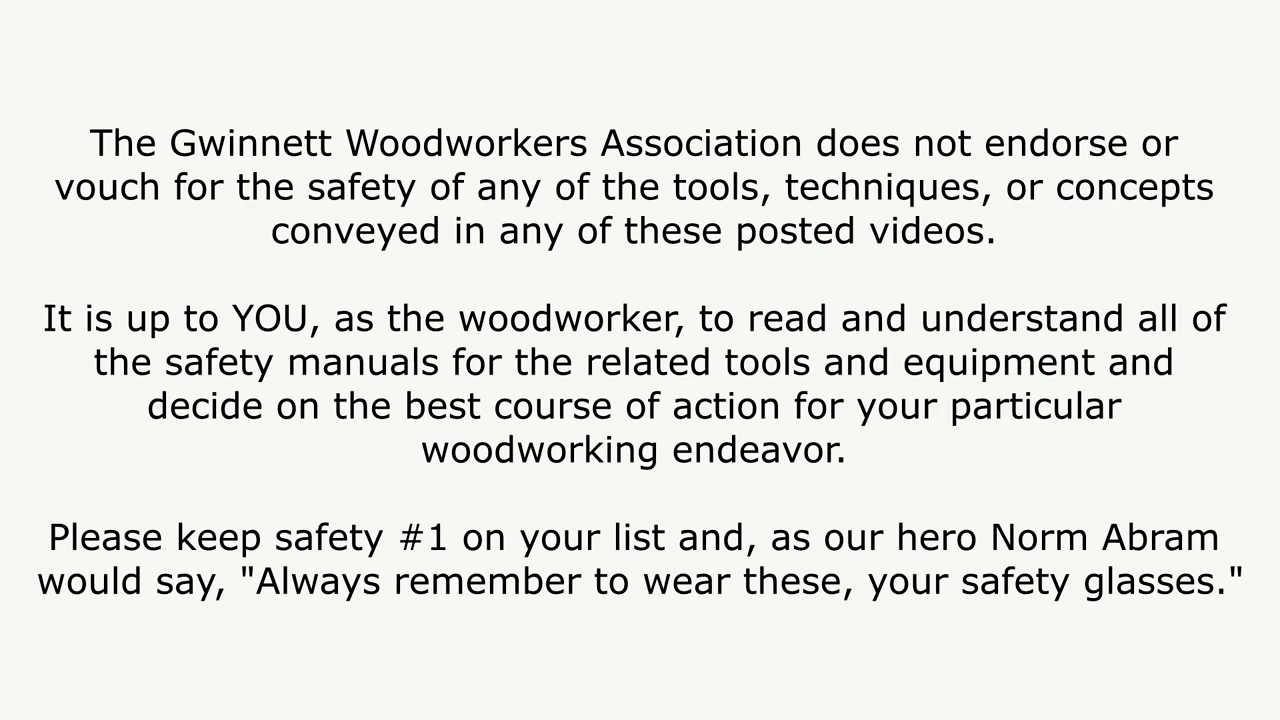 The Gwinnett Woodworkers Association does not endorse or
vouch for the safety of any of the tools, techniques, or concepts
conveyed in any of these posted videos.
It is up to YOU, as the woodworker, to read and understand all of
the safety manuals for the related tools and equipment and
decide on the best course of action for your particular
woodworking endeavor.
Please keep safety #1 on your list and, as our hero Norm Abram
would say, "Always remember to wear these, your safety glasses."